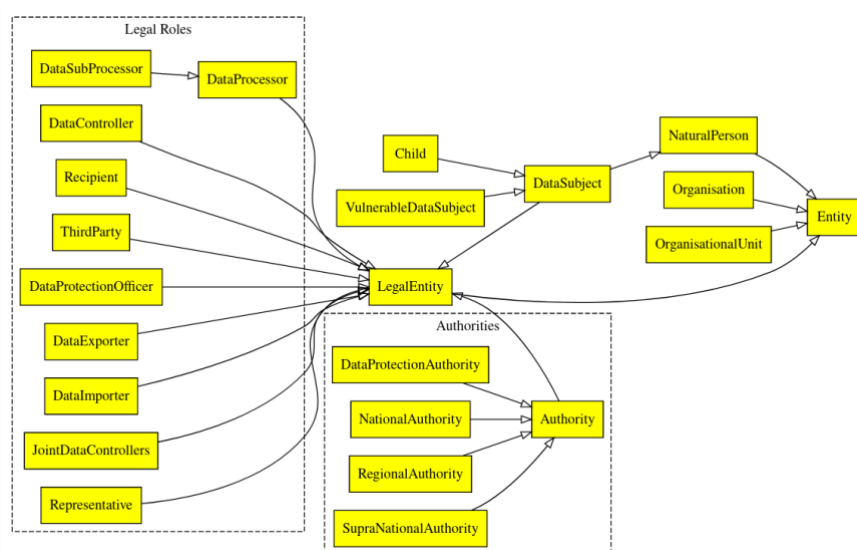 Legal Roles
DataSubProcessor
DataProcessor
DataController
Recipient
ThirdParty
DataProtectionOfficer
DataExporter
DataImporter
JointDataControllers
Representative
Child
VulnerableDataSubject
DataSubject
NaturalPerson
Organisation
OrganisationalUnit
Entity
LegalEntity
Authorities
DataProtectionAuthority
NationalAuthority
RegionalAuthority
SupraNationalAuthority
Authority